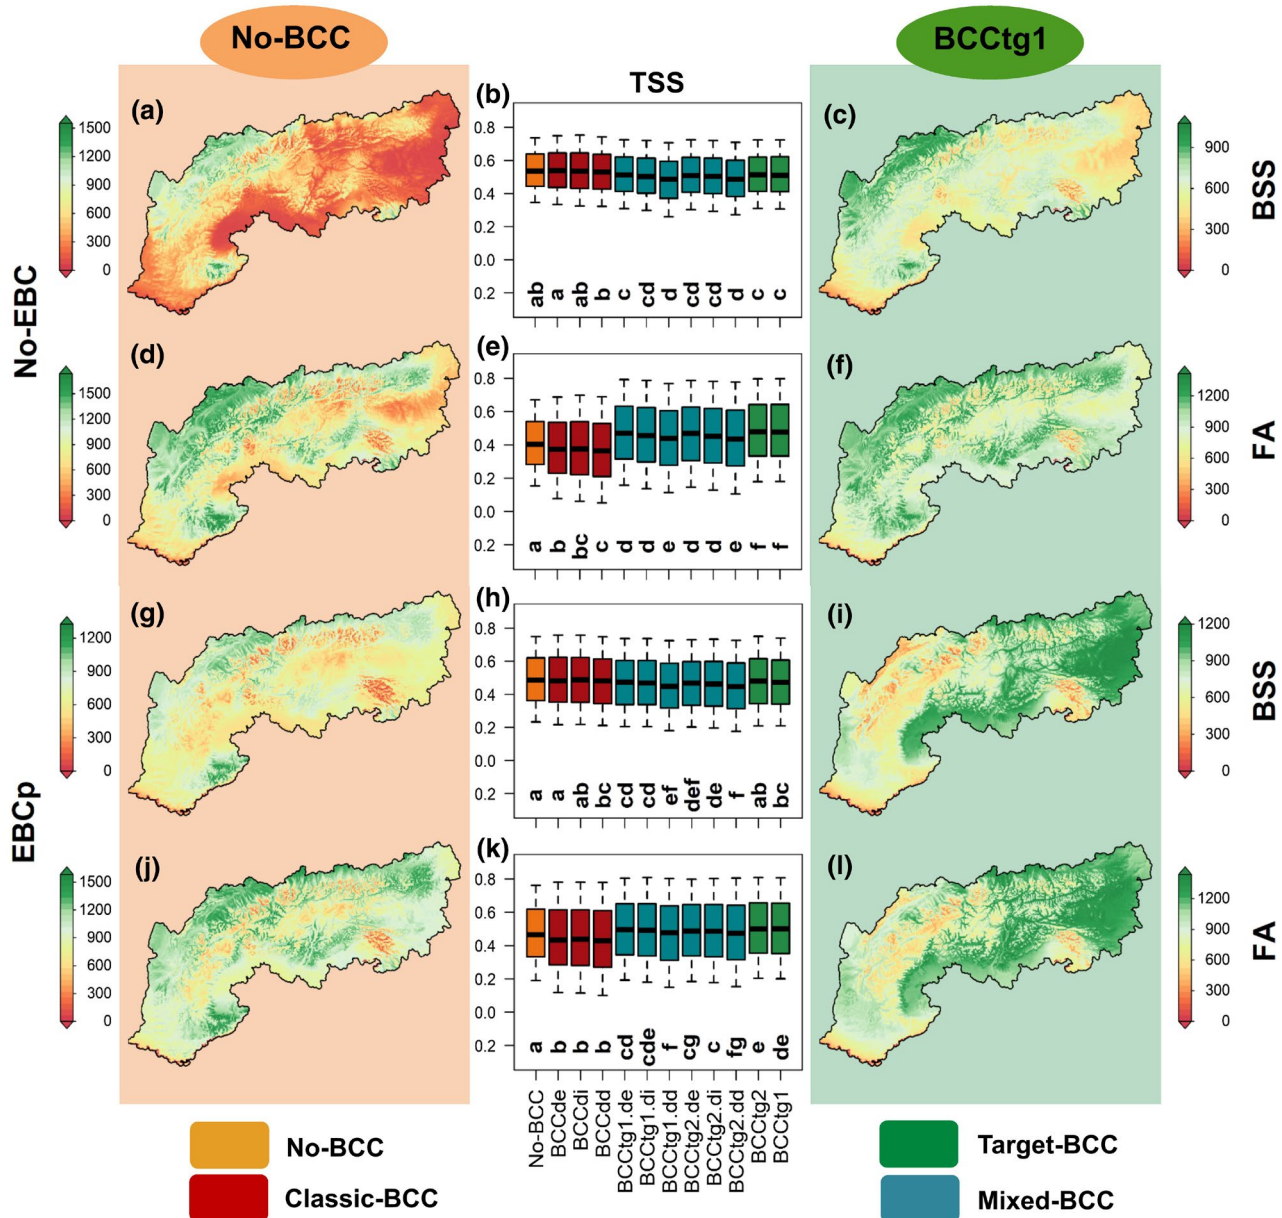 No-BCC
BCCtg1
TSS
No-EBC
EBCp
(a)
1500
1200
900
600
300
0
(b)
0.8
0.6
0.4
0.2
0.0
0.2
ab a ab b c cd d cd cd d c c
(c)
900
600
300
0
BSS
(d)
1500
1200
900
600
300
0
(e)
0.8
0.6
0.4
0.2
0.0
0.2
a b bc c d d e d d e f f
(f)
1200
900
600
300
0
FA
(g)
1200
900
600
300
0
(h)
0.8
0.6
0.4
0.2
0.0
0.2
a a ab bc cd cd ef def de f ab bc
(i)
1200
900
600
300
0
BSS
(j)
1500
1200
900
600
300
0
(k)
0.8
0.6
0.4
0.2
0.0
0.2
a b b b cd cde f cg c fg e de
(l)
1200
900
600
300
0
FA
No-BCC
BCCde
BCCdi
BCCdd
BCCtg1.de
BCCtg1.di
BCCtg1.dd
BCCtg2.de
BCCtg2.di
BCCtg2.dd
BCCtg2
BCCtg1
No-BCC
Classic-BCC
Target-BCC
Mixed-BCC